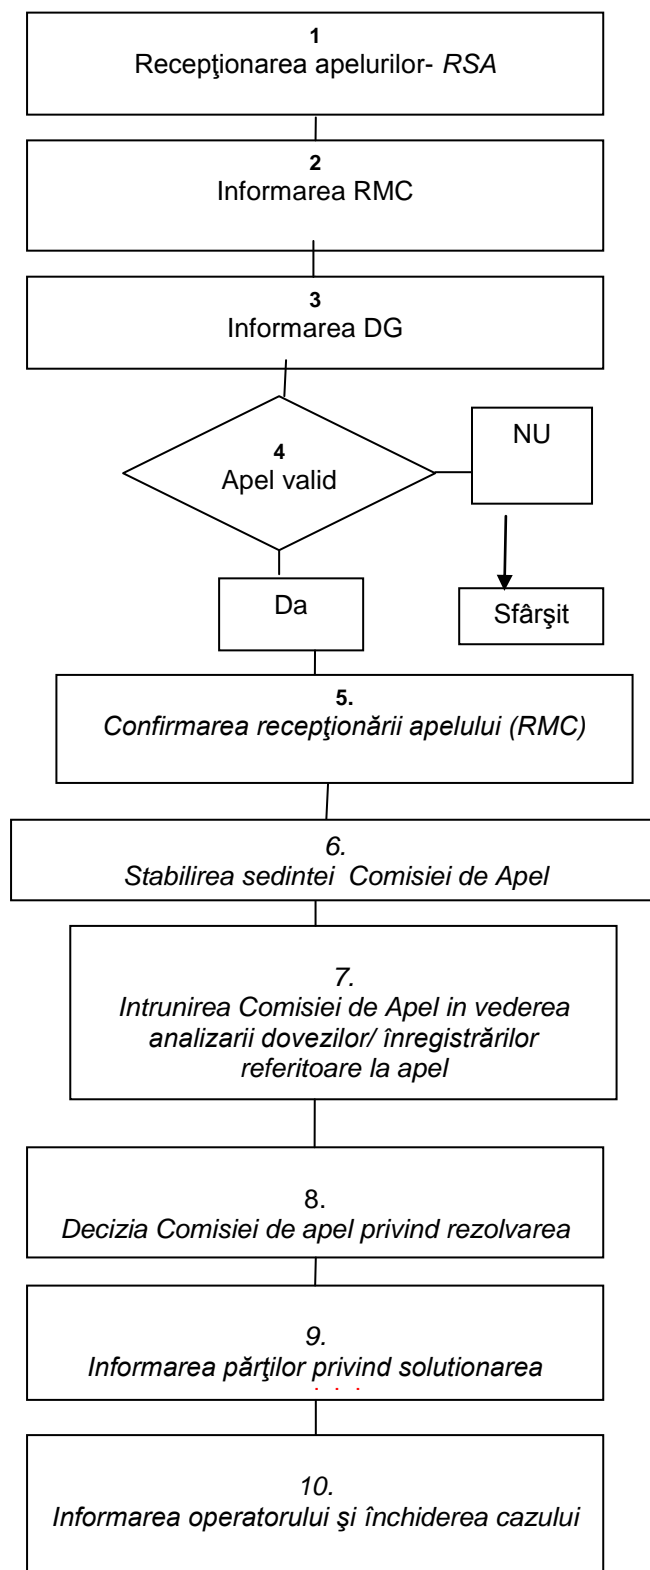 1
Recepţionarea apelurilor- RSA
2
Informarea RMC
3
Informarea DG
4
Apel valid
NU
Da
Sfârşit
5.
Confirmarea recepţionării apelului (RMC)
6.
Stabilirea sedintei  Comisiei de Apel
7.
Intrunirea Comisiei de Apel in vederea
analizarii dovezilor/ înregistrărilor
referitoare la apel
8.
Decizia Comisiei de apel privind rezolvarea
9.
Informarea părţilor privind solutionarea
10.
Informarea operatorului şi închiderea cazului